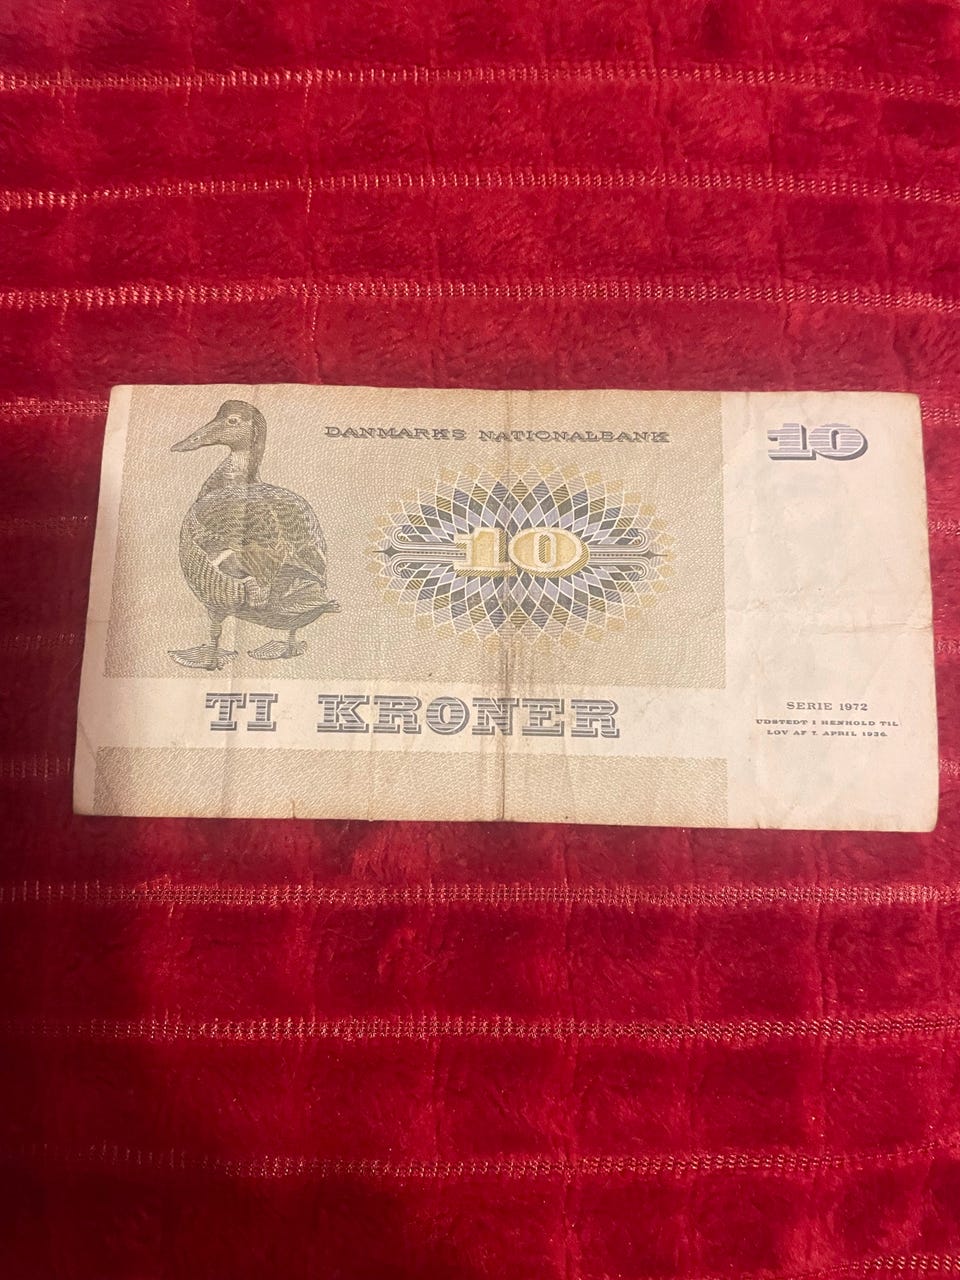 DANMARKS NATIONALBANK
10
10
TI KRONER
SERIE 1972
UDSTEDT I HENHOLD TIL
LOV AF 7. APRIL 1936